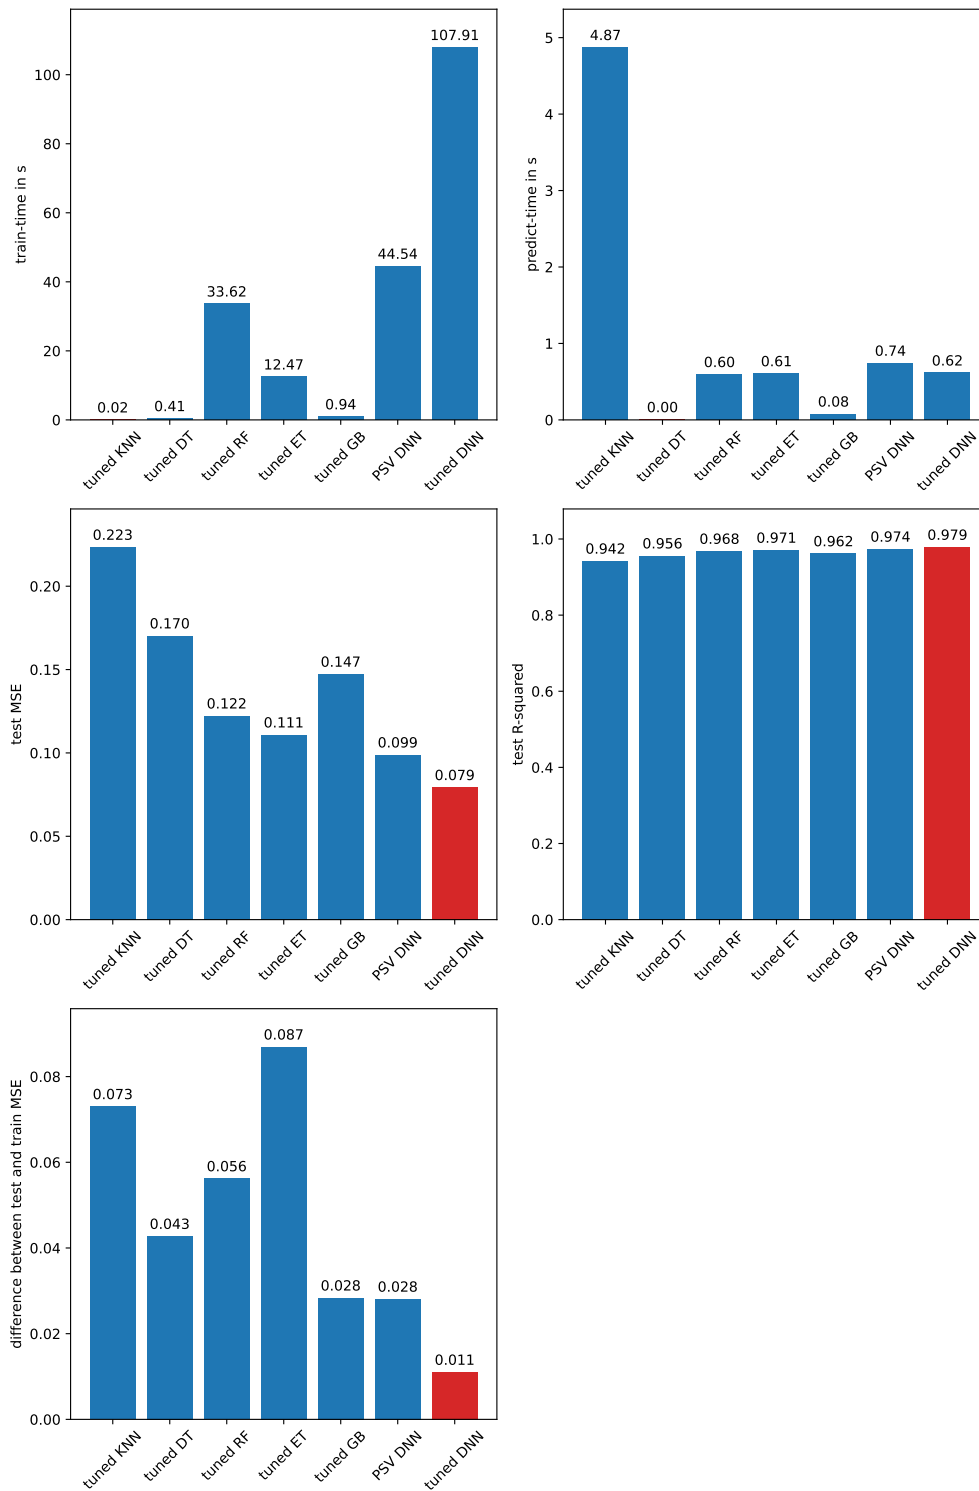 train-time in s
100
80
60
40
20
0
0.02
0.41
33.62
12.47
0.94
44.54
107.91
tuned KNN
tuned DT
tuned RF
tuned ET
tuned GB
PSV DNN
tuned DNN
predict-time in s
5
4
3
2
1
0
4.87
0.00
0.60
0.61
0.08
0.74
0.62
tuned KNN
tuned DT
tuned RF
tuned ET
tuned GB
PSV DNN
tuned DNN
test MSE
0.20
0.15
0.10
0.05
0.00
0.223
0.170
0.122
0.111
0.147
0.099
0.079
tuned KNN
tuned DT
tuned RF
tuned ET
tuned GB
PSV DNN
tuned DNN
test R-squared
1.0
0.8
0.6
0.4
0.2
0.0
0.942
0.956
0.968
0.971
0.962
0.974
0.979
tuned KNN
tuned DT
tuned RF
tuned ET
tuned GB
PSV DNN
tuned DNN
difference between test and train MSE
0.08
0.06
0.04
0.02
0.00
0.073
0.043
0.056
0.087
0.028
0.028
0.011
tuned KNN
tuned DT
tuned RF
tuned ET
tuned GB
PSV DNN
tuned DNN